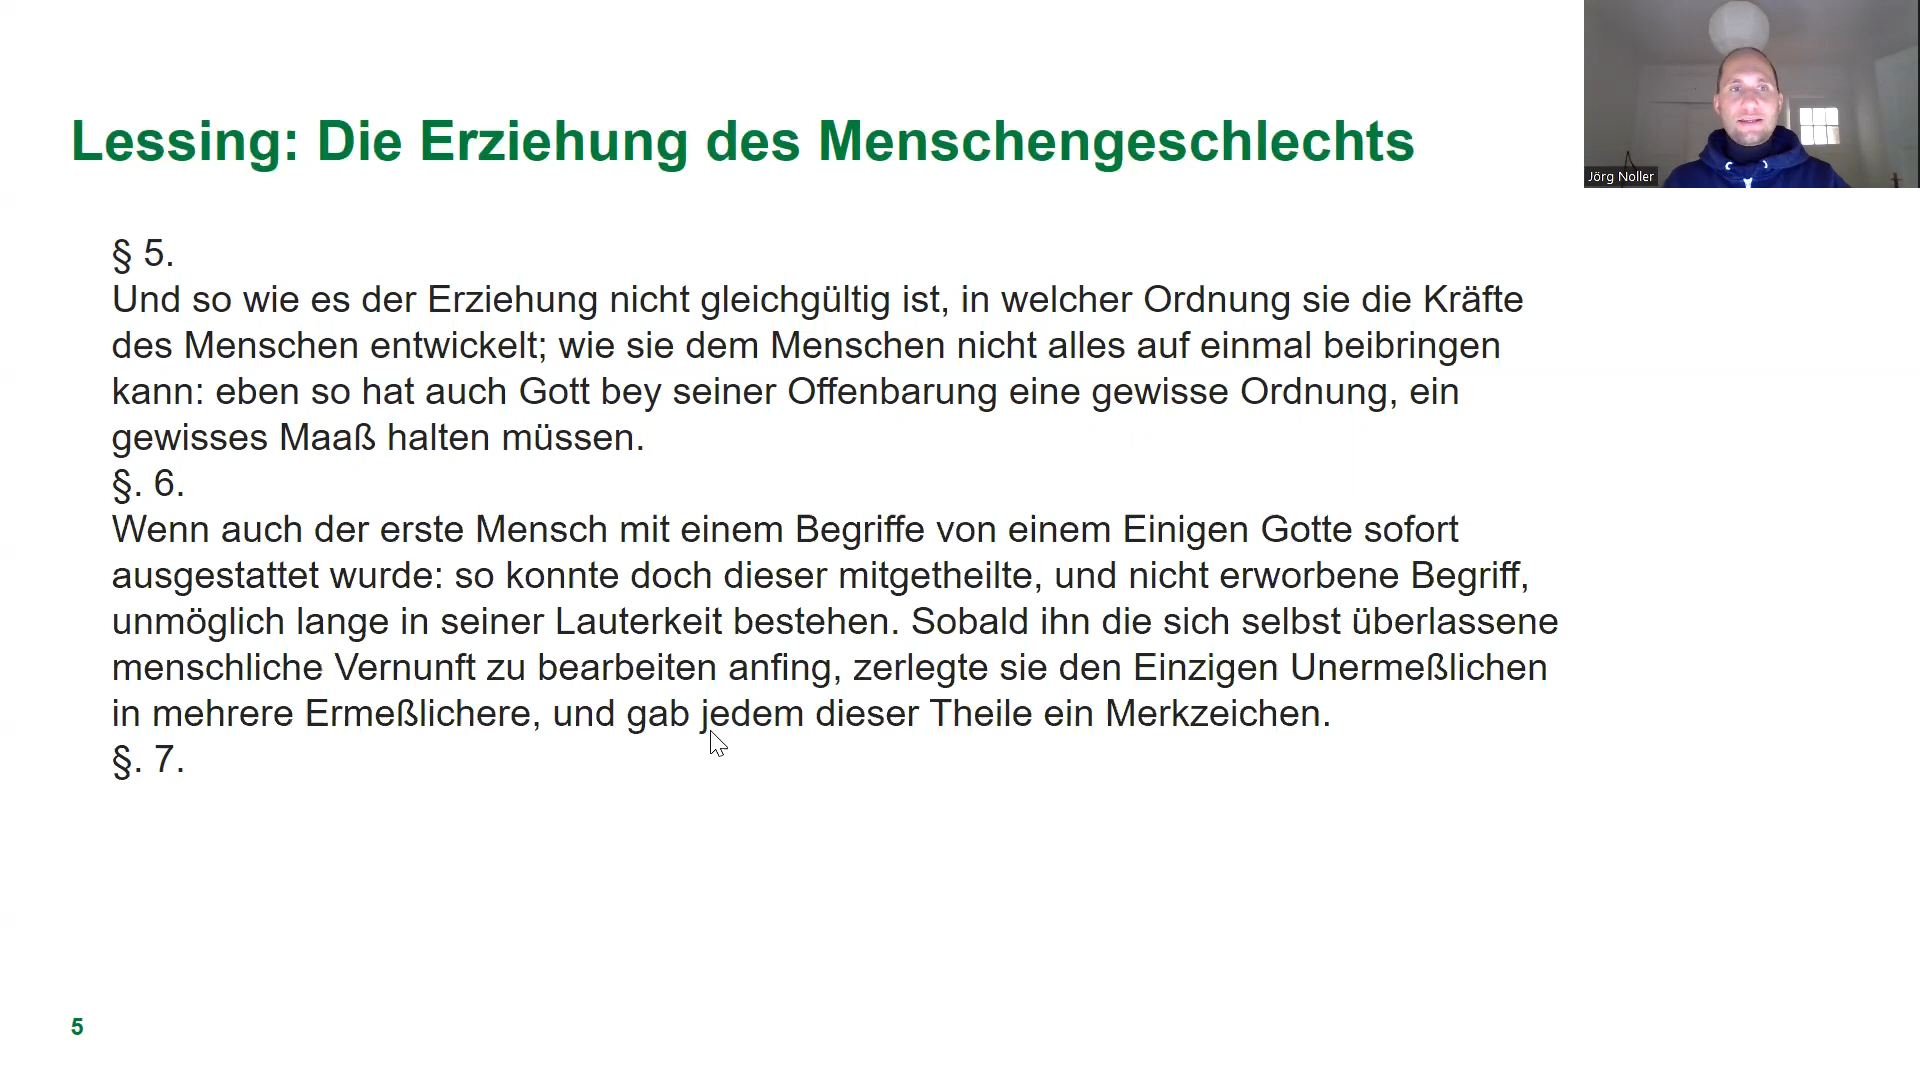 Lessing: Die Erziehung des Menschengeschlechts
Jörg Noller
§ 5.
Und so wie es der Erziehung nicht gleichgültig ist, in welcher Ordnung sie die Kräfte
des Menschen entwickelt; wie sie dem Menschen nicht alles auf einmal beibringen
kann: eben so hat auch Gott bey seiner Offenbarung eine gewisse Ordnung, ein
gewisses Maaß halten müssen.
§. 6.
Wenn auch der erste Mensch mit einem Begriffe von einem Einigen Gotte sofort
ausgestattet wurde: so konnte doch dieser mitgetheilte, und nicht erworbene Begriff,
unmöglich lange in seiner Lauterkeit bestehen. Sobald ihn die sich selbst überlassene
menschliche Vernunft zu bearbeiten anfing, zerlegte sie den Einzigen Unermeßlichen
in mehrere Ermeßlichere, und gab jedem dieser Theile ein Merkzeichen.
§. 7.
5